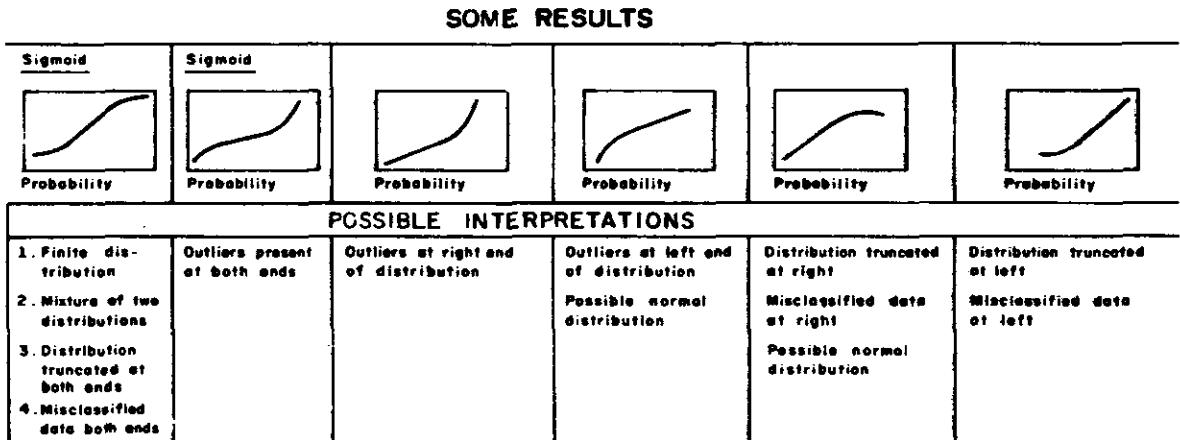 SOME RESULTS
Sigmoid
Sigmoid
Probability
Probability
Probability
Probability
Probability
Probability
POSSIBLE INTERPRETATIONS
1. Finite dis-
tribution
2. Mixture of two
distributions
3. Distribution
truncated at
both ends
4. Misclassified
data both ends
Outliers present
at both ends
Outliers at right end
of distribution
Outliers at left end
of distribution
Possible normal
distribution
Distribution truncated
at right
Misclassified data
at right
Possible normal
distribution
Distribution truncated
at left
Misclassified data
at left